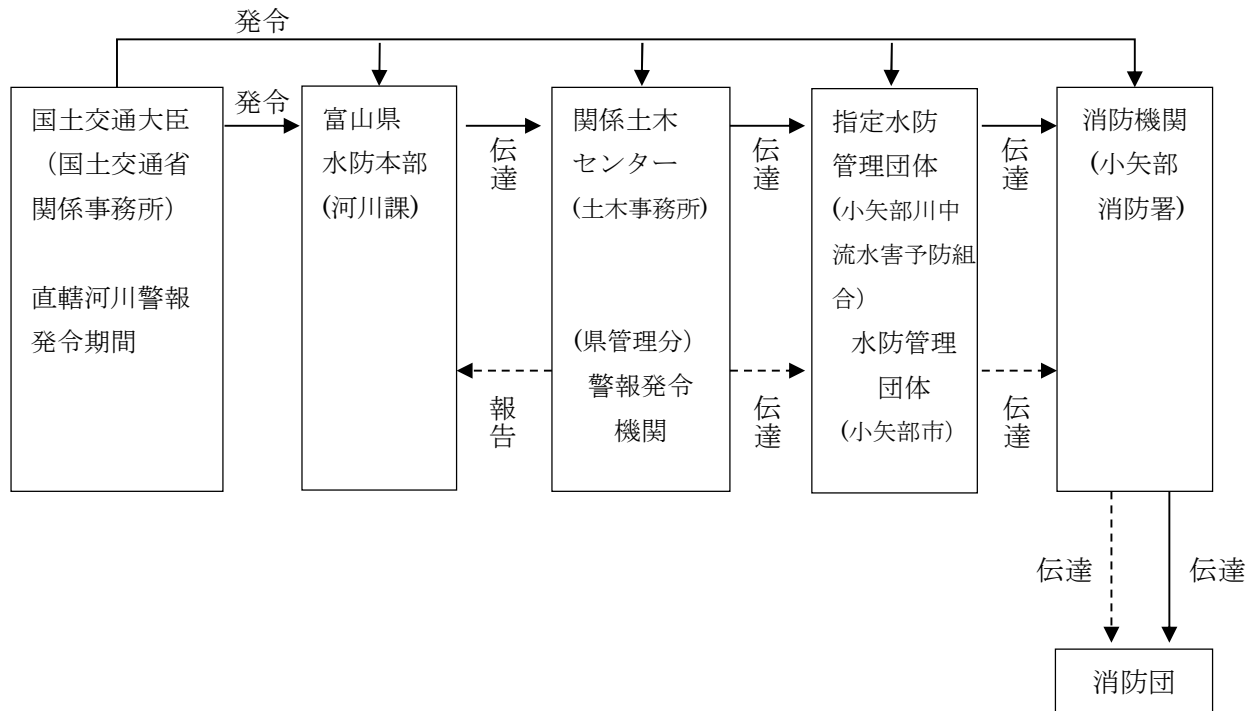 発令
国土交通大臣
（国土交通省
関係事務所）
直轄河川警報
発令期間
発令
富山県
水防本部
(河川課)
伝達
報告
関係土木
センター
(土木事務所)
(県管理分）
警報発令
機関
伝達
伝達
指定水防
管理団体
(小矢部川中
流水害予防組
合）
水防管理
団体
(小矢部市）
伝達
伝達
消防機関
(小矢部
消防署)
伝達
伝達
消防団